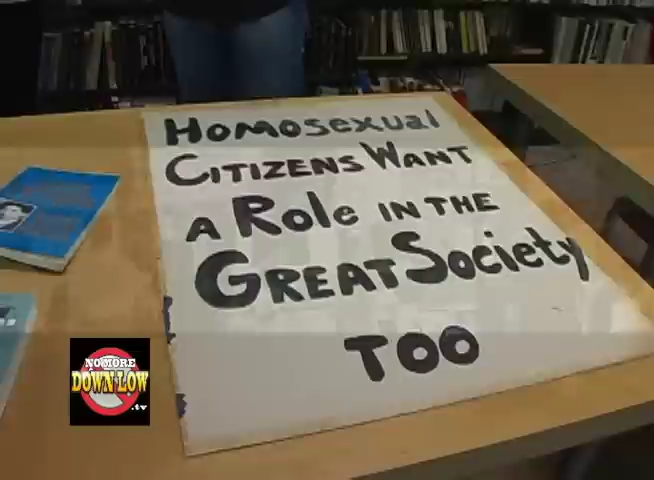 Homosexual
CITIZENS WANT
A Role IN THE
GREAT Society
TOO
NO MORE
DOWN LOW
.tv